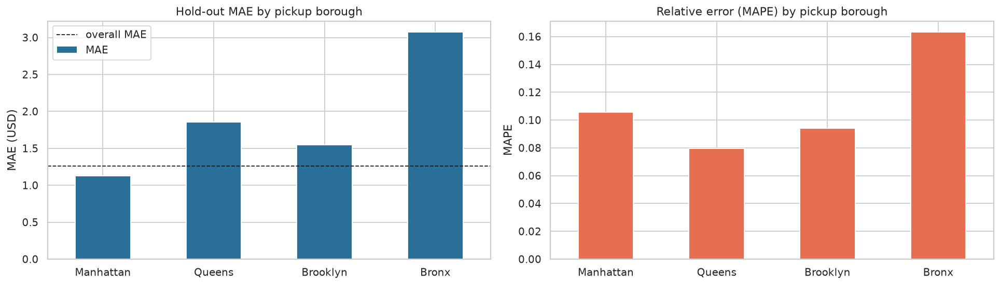 Hold-out MAE by pickup borough
overall MAE
MAE
MAE (USD)
3.0
2.5
2.0
1.5
1.0
0.5
0.0
Manhattan
Queens
Brooklyn
Bronx
Relative error (MAPE) by pickup borough
MAPE
0.16
0.14
0.12
0.10
0.08
0.06
0.04
0.02
0.00
Manhattan
Queens
Brooklyn
Bronx